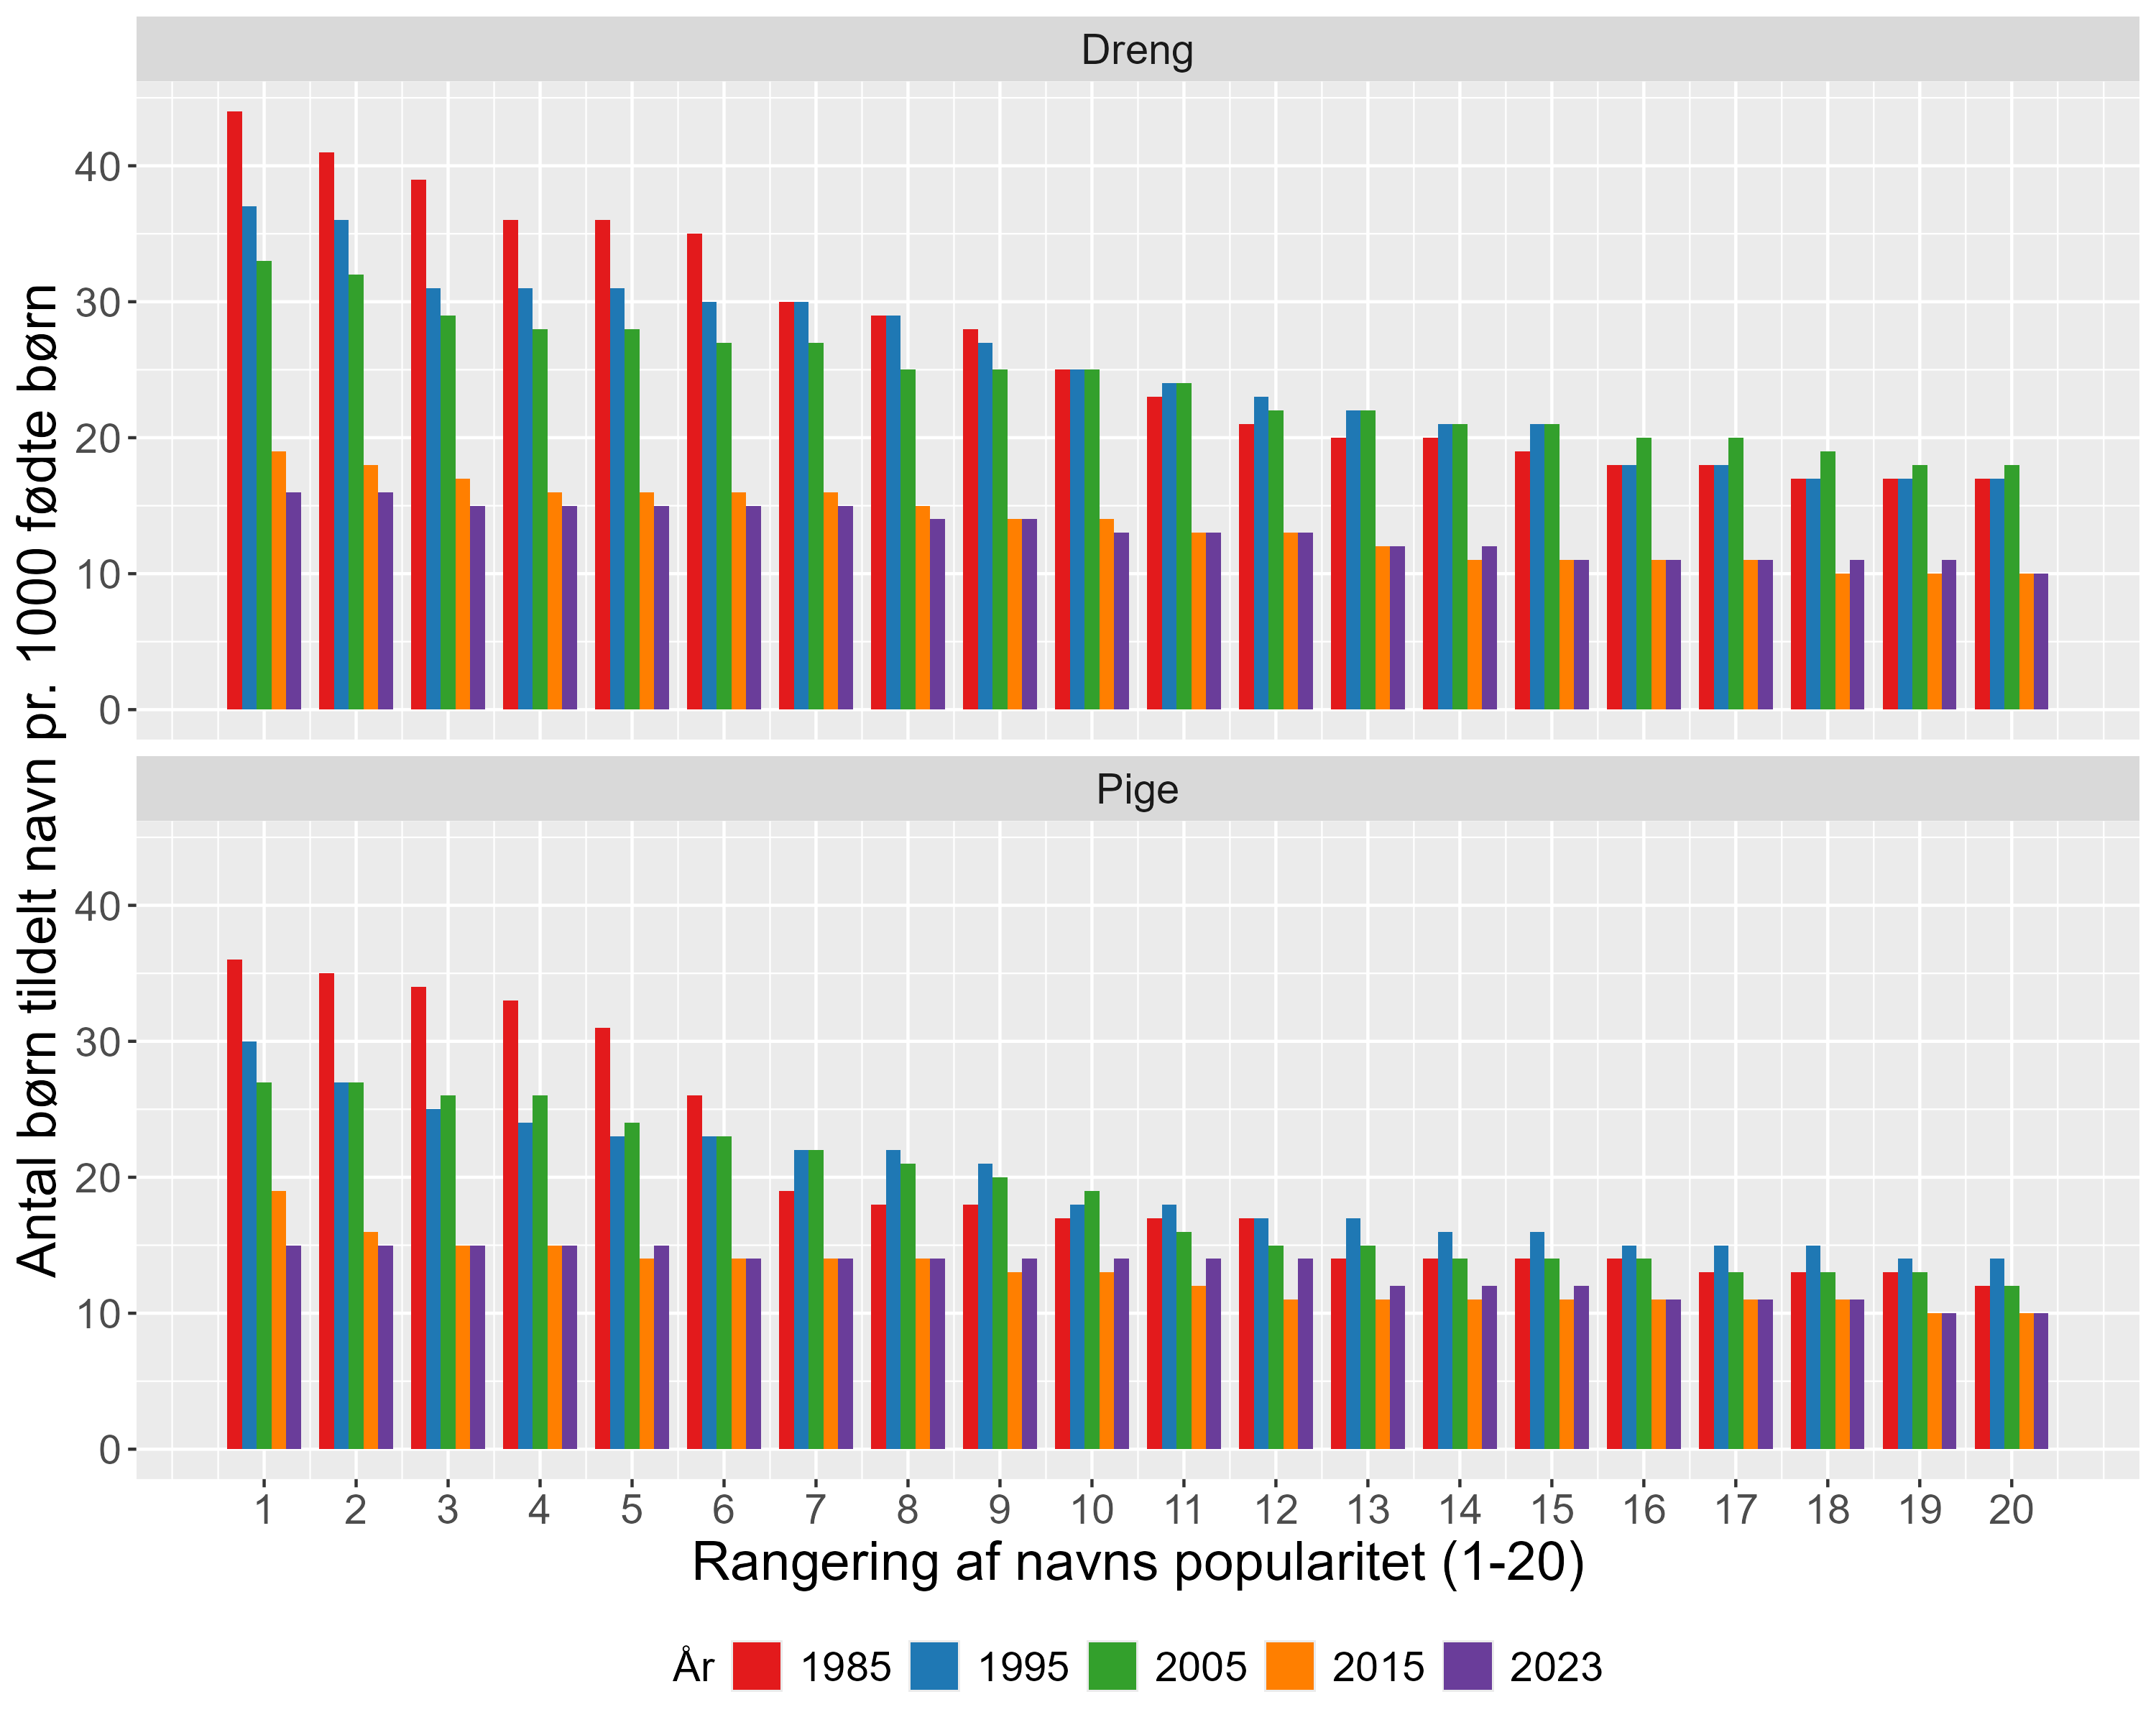 Dreng
40
30
20
10
0
Pige
40
30
20
10
0
Antal børn tildelt navn pr. 1000 fødte børn
1 2 3 4 5 6 7 8 9 10 11 12 13 14 15 16 17 18 19 20
Rangering af navns popularitet (1-20)
År 1985 1995 2005 2015 2023